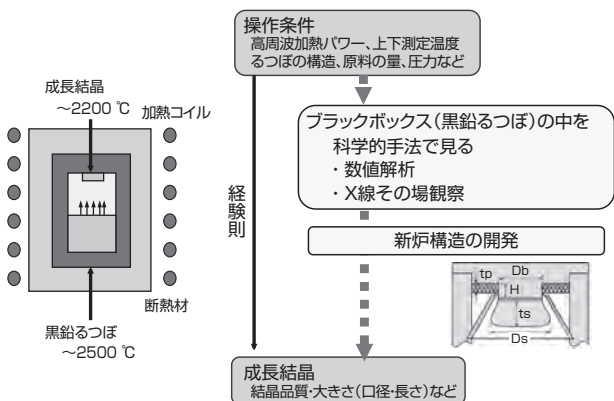 操作条件
高周波加熱パワー、上下測定温度
るつぼの構造、原料の量、圧力など
成長結晶
～2200 ℃
加熱コイル
断熱材
黒鉛るつぼ
～2500 ℃
経験則
ブラックボックス（黒鉛るつぼ）の中を
科学的手法で見る
・数値解析
・X線その場観察
新炉構造の開発
tp
Db
H
ts
Ds
成長結晶
結晶品質・大きさ（口径・長さ）など